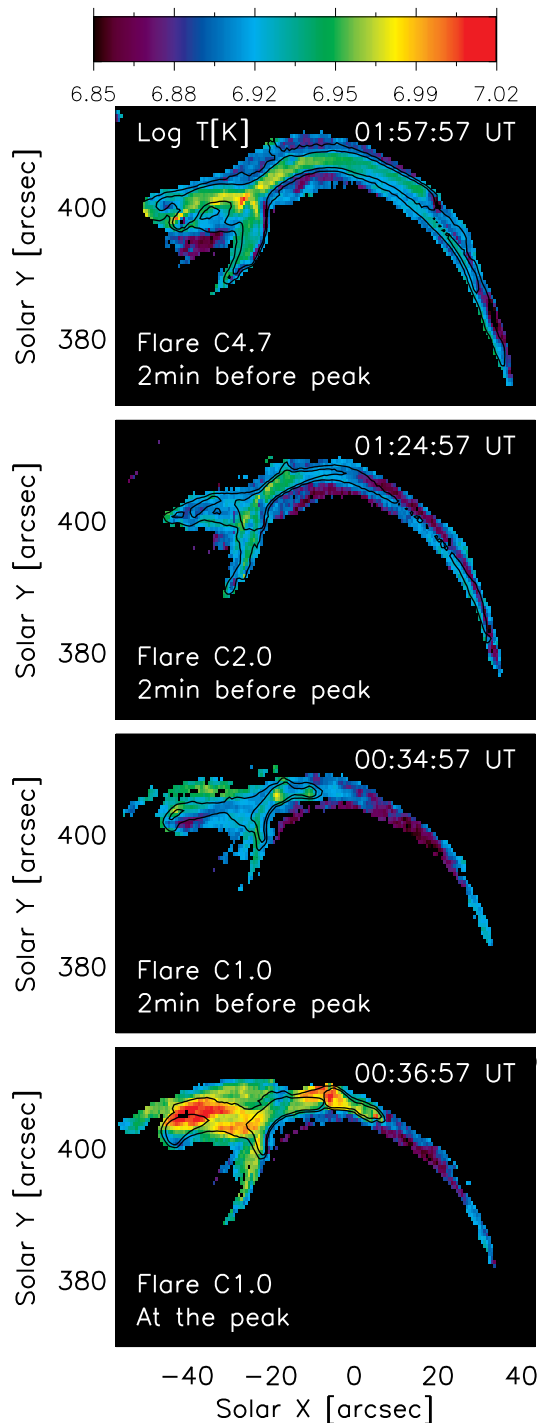 6.85 6.88 6.92 6.95 6.99 7.02
Log T[K] 01:57:57 UT
400
380
Solar Y [arcsec]
Flare C4.7
2min before peak
01:24:57 UT
400
380
Solar Y [arcsec]
Flare C2.0
2min before peak
00:34:57 UT
400
380
Solar Y [arcsec]
Flare C1.0
2min before peak
00:36:57 UT
400
380
Solar Y [arcsec]
Flare C1.0
At the peak
−40 −20 0 20 40
Solar X [arcsec]